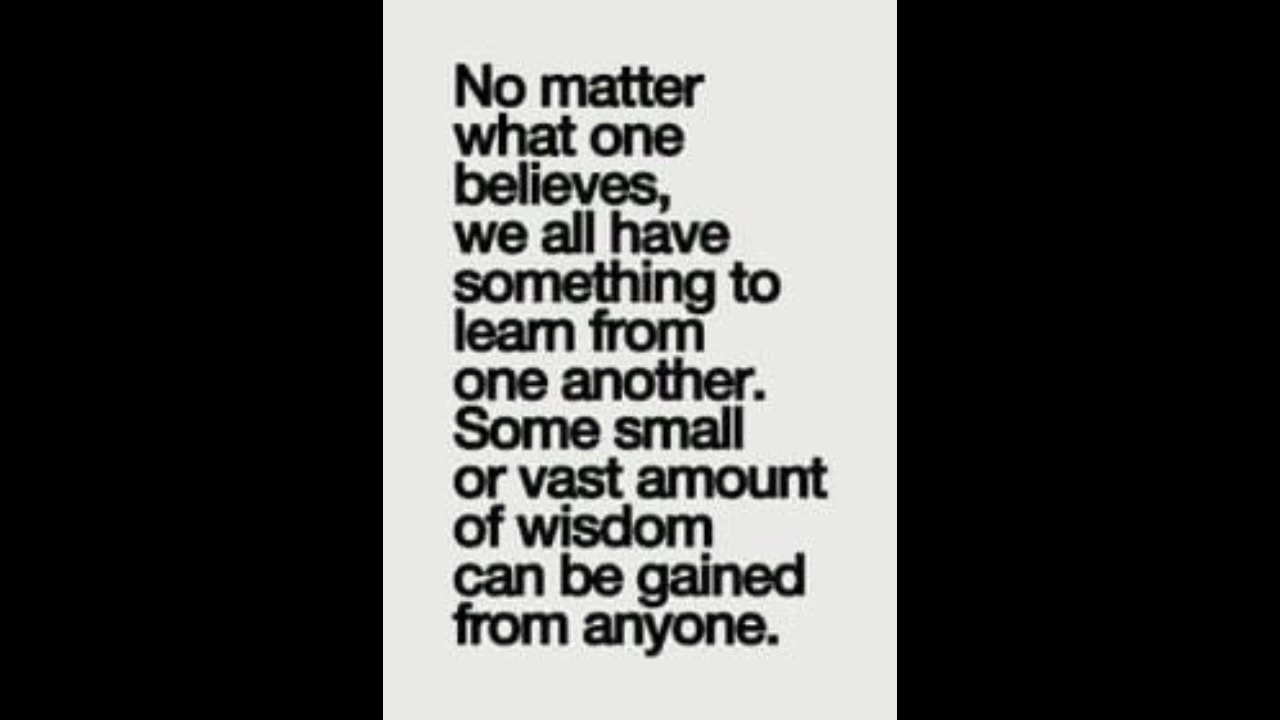 No matter
what one
believes,
we all have
something to
learn from
one another.
Some small
or vast amount
of wisdom
can be gained
from anyone.